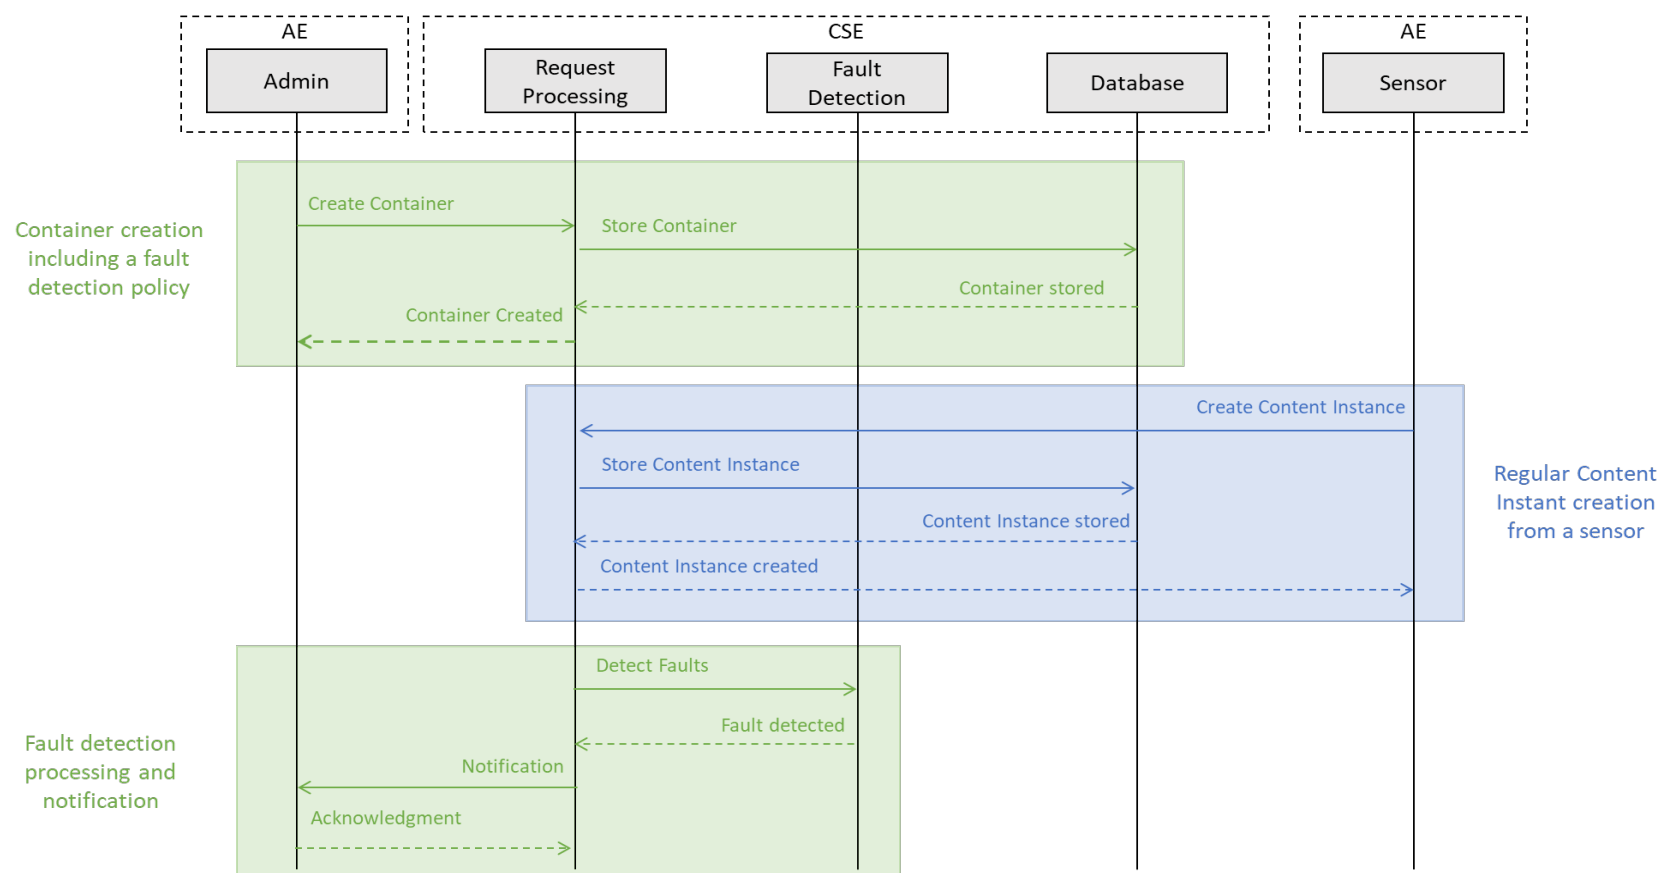 AE
CSE
AE
Admin
Request
Processing
Fault
Detection
Database
Sensor
Container creation
including a fault
detection policy
Create Container
Store Container
Container stored
Container Created
Create Content Instance
Store Content Instance
Content Instance stored
Content Instance created
Regular Content
Instant creation
from a sensor
Fault detection
processing and
notification
Detect Faults
Fault detected
Notification
Acknowledgment